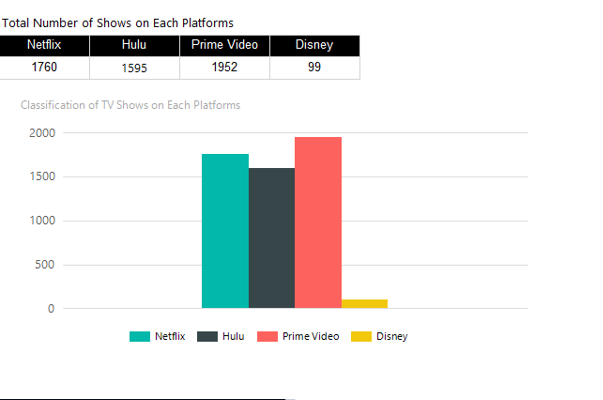 Total Number of Shows on Each Platforms
Netflix Hulu Prime Video Disney
1760 1595 1952 99
Classification of TV Shows on Each Platforms
2000
1500
1000
500
0
Netflix Hulu Prime Video Disney